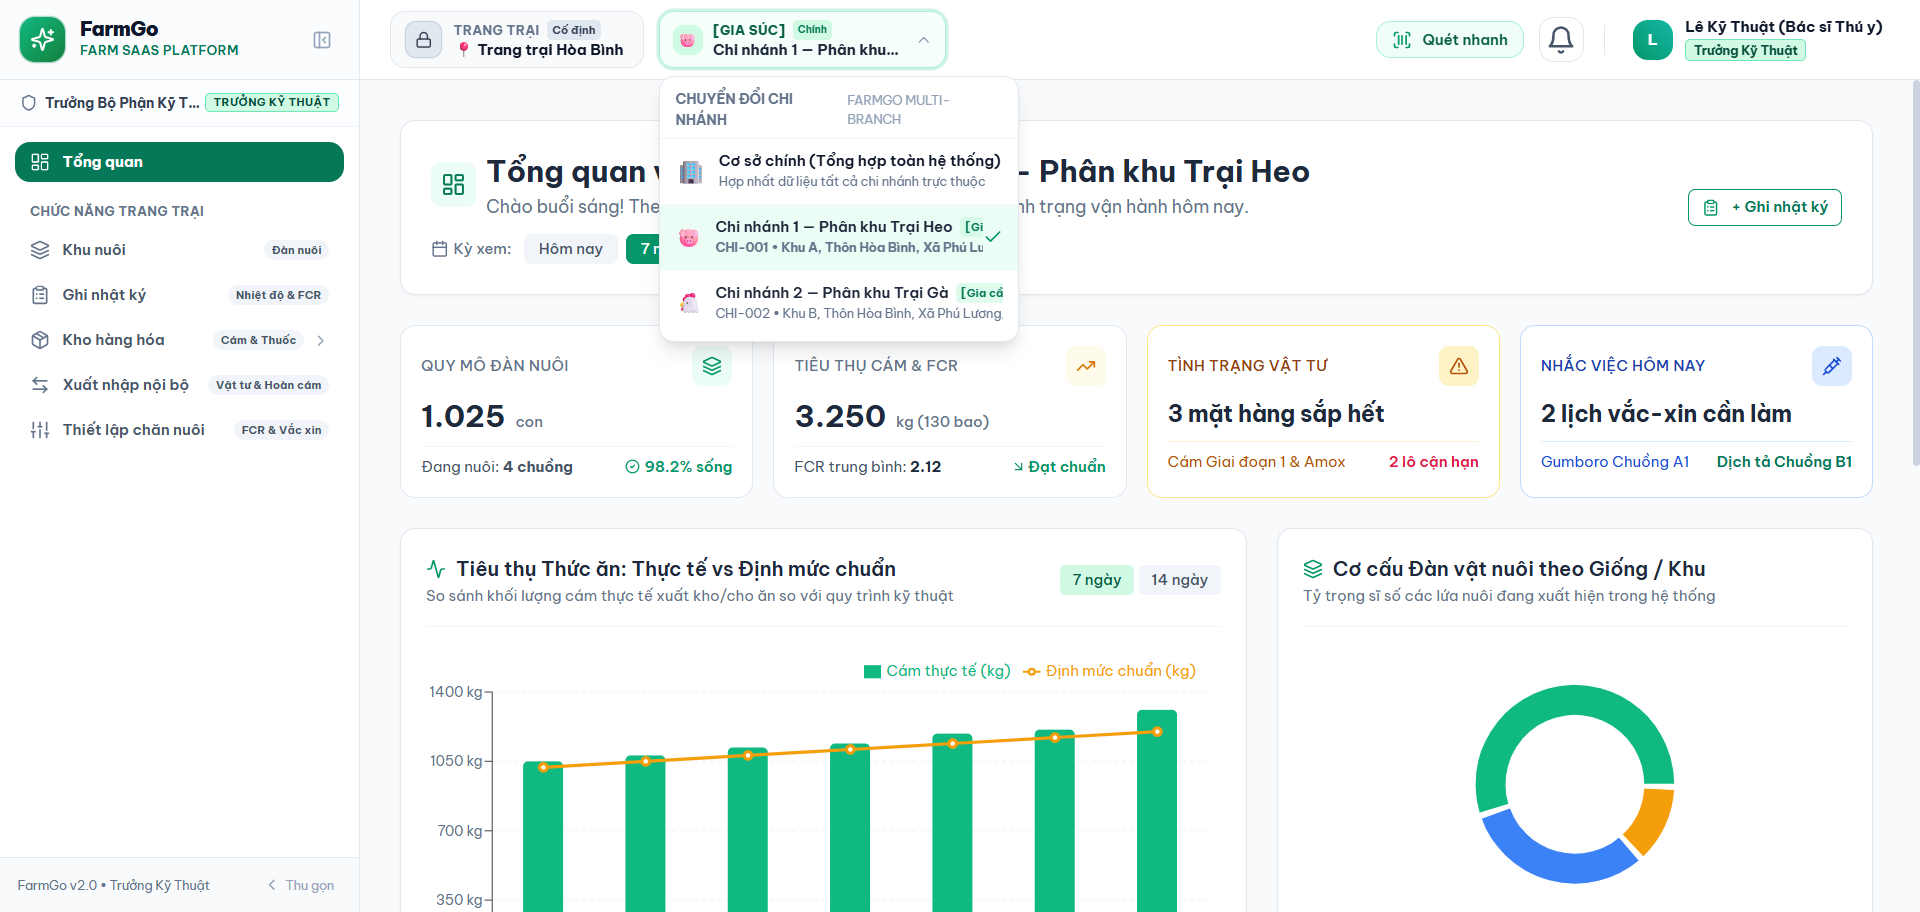 FarmGo
FARM SAAS PLATFORM
TRANG TRẠI Cố định
Trang trại Hòa Bình
[GIA SÚC] Chính
Chi nhánh 1 — Phân khu...
Quét nhanh
L
Lê Kỹ Thuật (Bác sĩ Thú y)
Trưởng Kỹ Thuật
Trưởng Bộ Phận Kỹ T... TRƯỞNG KỸ THUẬT
Tổng quan
CHỨC NĂNG TRANG TRẠI
Khu nuôi Đàn nuôi
Ghi nhật ký Nhiệt độ & FCR
Kho hàng hóa Cám & Thuốc
Xuất nhập nội bộ Vật tư & Hoàn cám
Thiết lập chăn nuôi FCR & Vắc xin
FarmGo v2.0 • Trưởng Kỹ Thuật Thu gọn
CHUYỂN ĐỔI CHI NHÁNH
FARMGO MULTI-BRANCH
Cơ sở chính (Tổng hợp toàn hệ thống)
Hợp nhất dữ liệu tất cả chi nhánh trực thuộc
Chi nhánh 1 — Phân khu Trại Heo [Gi
CHI-001 • Khu A, Thôn Hòa Bình, Xã Phú Lư
Chi nhánh 2 — Phân khu Trại Gà [Gia cầ
CHI-002 • Khu B, Thôn Hòa Bình, Xã Phú Lương,
Tổng quan - Phân khu Trại Heo
Chào buổi sáng! The nh trạng vận hành hôm nay.
Kỳ xem: Hôm nay 7 n
+ Ghi nhật ký
QUY MÔ ĐÀN NUÔI
1.025 con
Đang nuôi: 4 chuồng 98.2% sống
TIÊU THỤ CÁM & FCR
3.250 kg (130 bao)
FCR trung bình: 2.12 Đạt chuẩn
TÌNH TRẠNG VẬT TƯ
3 mặt hàng sắp hết
Cám Giai đoạn 1 & Amox 2 lô cận hạn
NHẮC VIỆC HÔM NAY
2 lịch vắc-xin cần làm
Gumboro Chuồng A1 Dịch tả Chuồng B1
Tiêu thụ Thức ăn: Thực tế vs Định mức chuẩn
So sánh khối lượng cám thực tế xuất kho/cho ăn so với quy trình kỹ thuật
7 ngày 14 ngày
Cám thực tế (kg) Định mức chuẩn (kg)
1400 kg
1050 kg
700 kg
350 kg
Cơ cấu Đàn vật nuôi theo Giống / Khu
Tỷ trọng sĩ số các lứa nuôi đang xuất hiện trong hệ thống